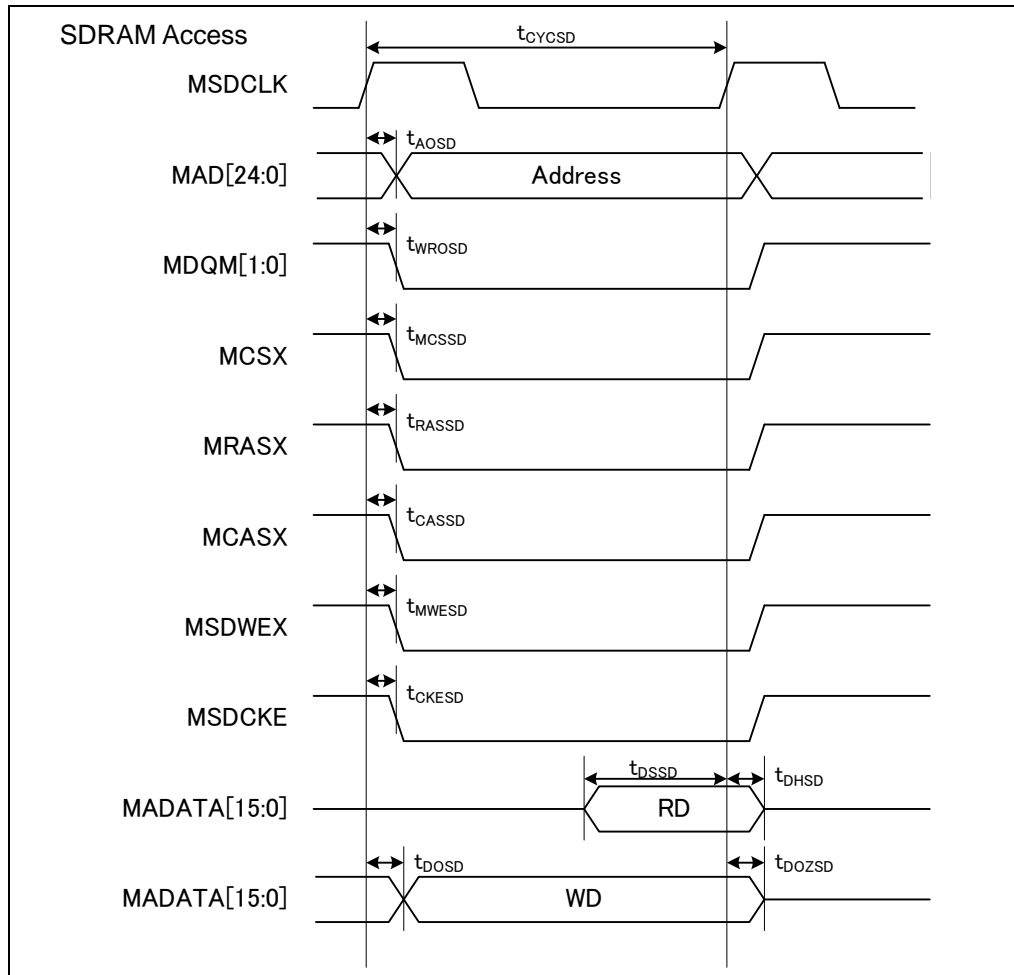 SDRAM Access
tCYCSD
MSDCLK
tAOSD
MAD[24:0]
Address
tWROSD
MDQM[1:0]
tMCSSD
MCSX
tRASSD
MRASX
tCASSD
MCASX
tMWESD
MSDWEX
tCKESD
MSDCKE
tDSSD
tDHSD
MADATA[15:0]
RD
tDOSD
tDOZSD
MADATA[15:0]
WD